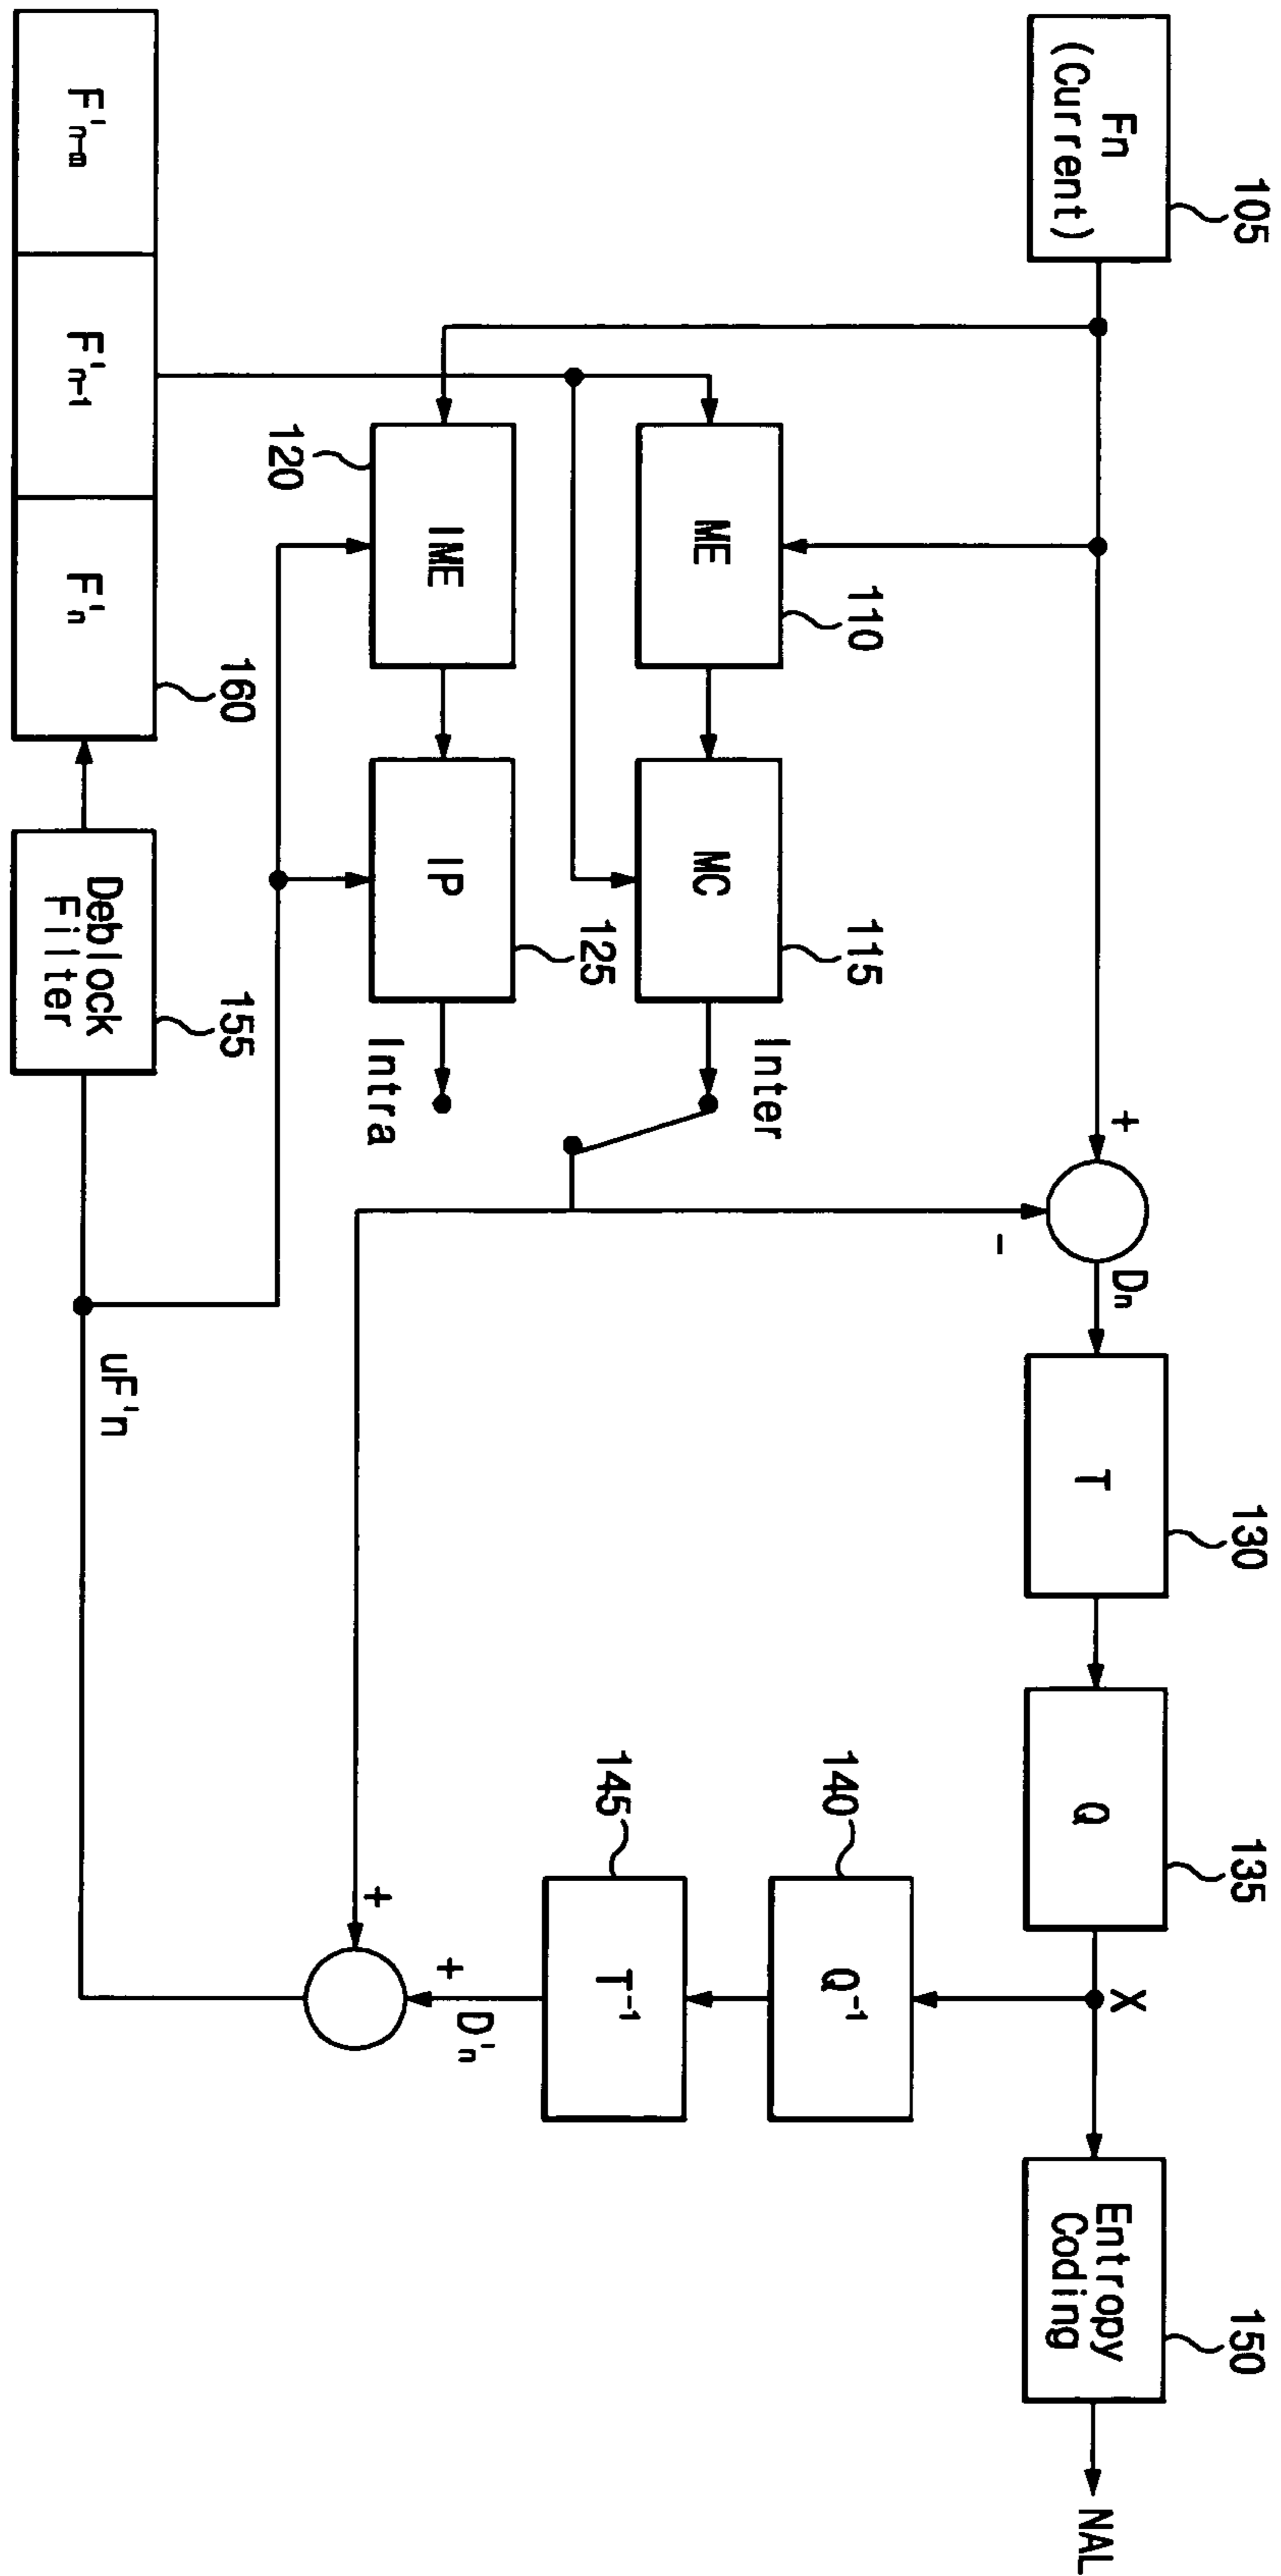 Fn
(Current)
105
+
Dn
T
130
Q
135
X
Entropy
Coding
150
NAL
-
ME
110
MC
115
Inter
Q-1
140
T-1
145
D'n
+
+
IME
120
IP
125
Intra
F'n-1
F'n
160
Deblock
Filter
155
uF'n